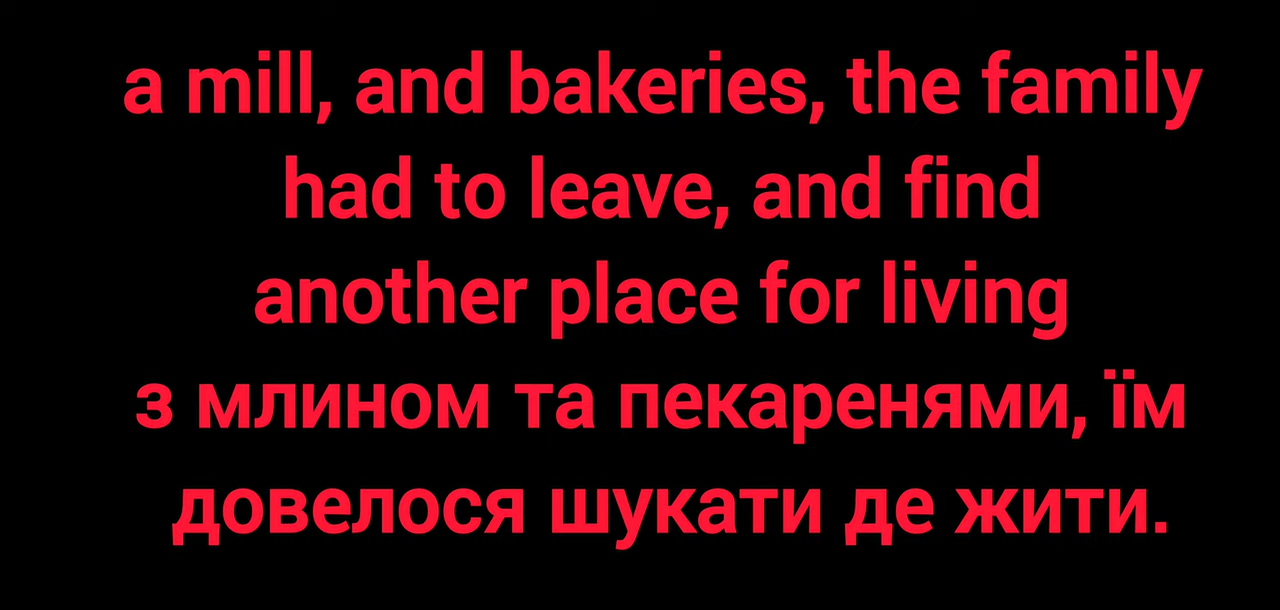 a mill, and bakeries, the family
had to leave, and find
another place for living
з млином та пекаренями, їм
довелося шукати де жити.